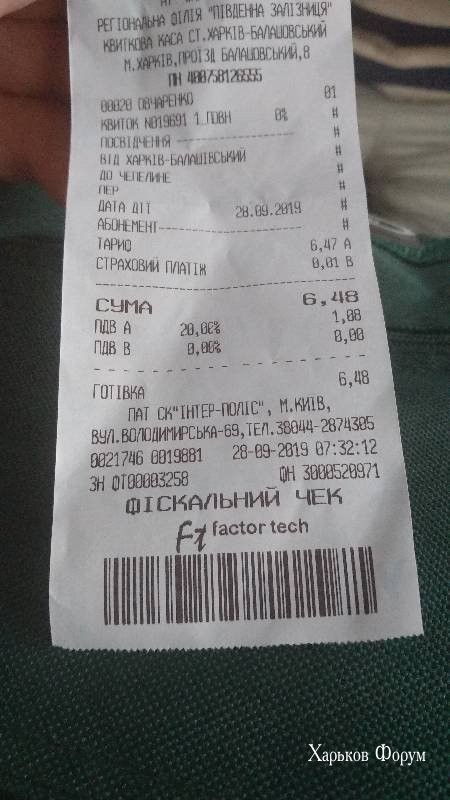 РЕГІОНАЛЬНА ФІЛІЯ "ПІВДЕННА ЗАЛІЗНИЦЯ"
КВИТКОВА КАСА СТ.ХАРКІВ-БАЛАШОВСЬКИЙ
М.ХАРКІВ,ПРОЇЗД БАЛАШОВСЬКИЙ,8
ПН 400758126555
00020 ОВЧАРЕНКО 01
КВИТОК N019691 1.ПОВН 0% #
ПОСВІДЧЕННЯ ---------------- #
ВІД ХАРКІВ-БАЛАШІВСЬКИЙ #
ДО ЧЕПЕЛИНЕ #
ПЕР #
ДАТА ДІЇ 28.09.2019 #
АБОНЕМЕНТ---------------- #
ТАРИФ 6,47 А
СТРАХОВИЙ ПЛАТІЖ 0,01 В
СУМА 6,48
ПДВ А 20,00% 1,08
ПДВ В 0,00% 0,00
ГОТІВКА 6,48
ПАТ СК"ІНТЕР-ПОЛІС", М.КИЇВ,
ВУЛ.ВОЛОДИМИРСЬКА-69,ТЕЛ.38044-2874305
0021746 0019881 28-09-2019 07:32:12
ЗН ОТ00003258 ФН 3000520971
ФІСКАЛЬНИЙ ЧЕК
Ft factor tech
Харьков Форум